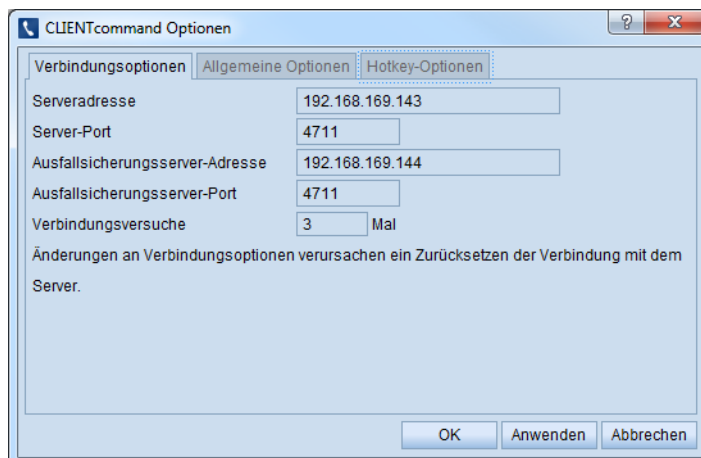 CLIENTcommand Optionen
?
X
Verbindungsoptionen Allgemeine Optionen Hotkey-Optionen
Serveradresse 192.168.169.143
Server-Port 4711
Ausfallsicherungsserver-Adresse 192.168.169.144
Ausfallsicherungsserver-Port 4711
Verbindungsversuche 3 Mal
Änderungen an Verbindungsoptionen verursachen ein Zurücksetzen der Verbindung mit dem
Server.
OK Anwenden Abbrechen